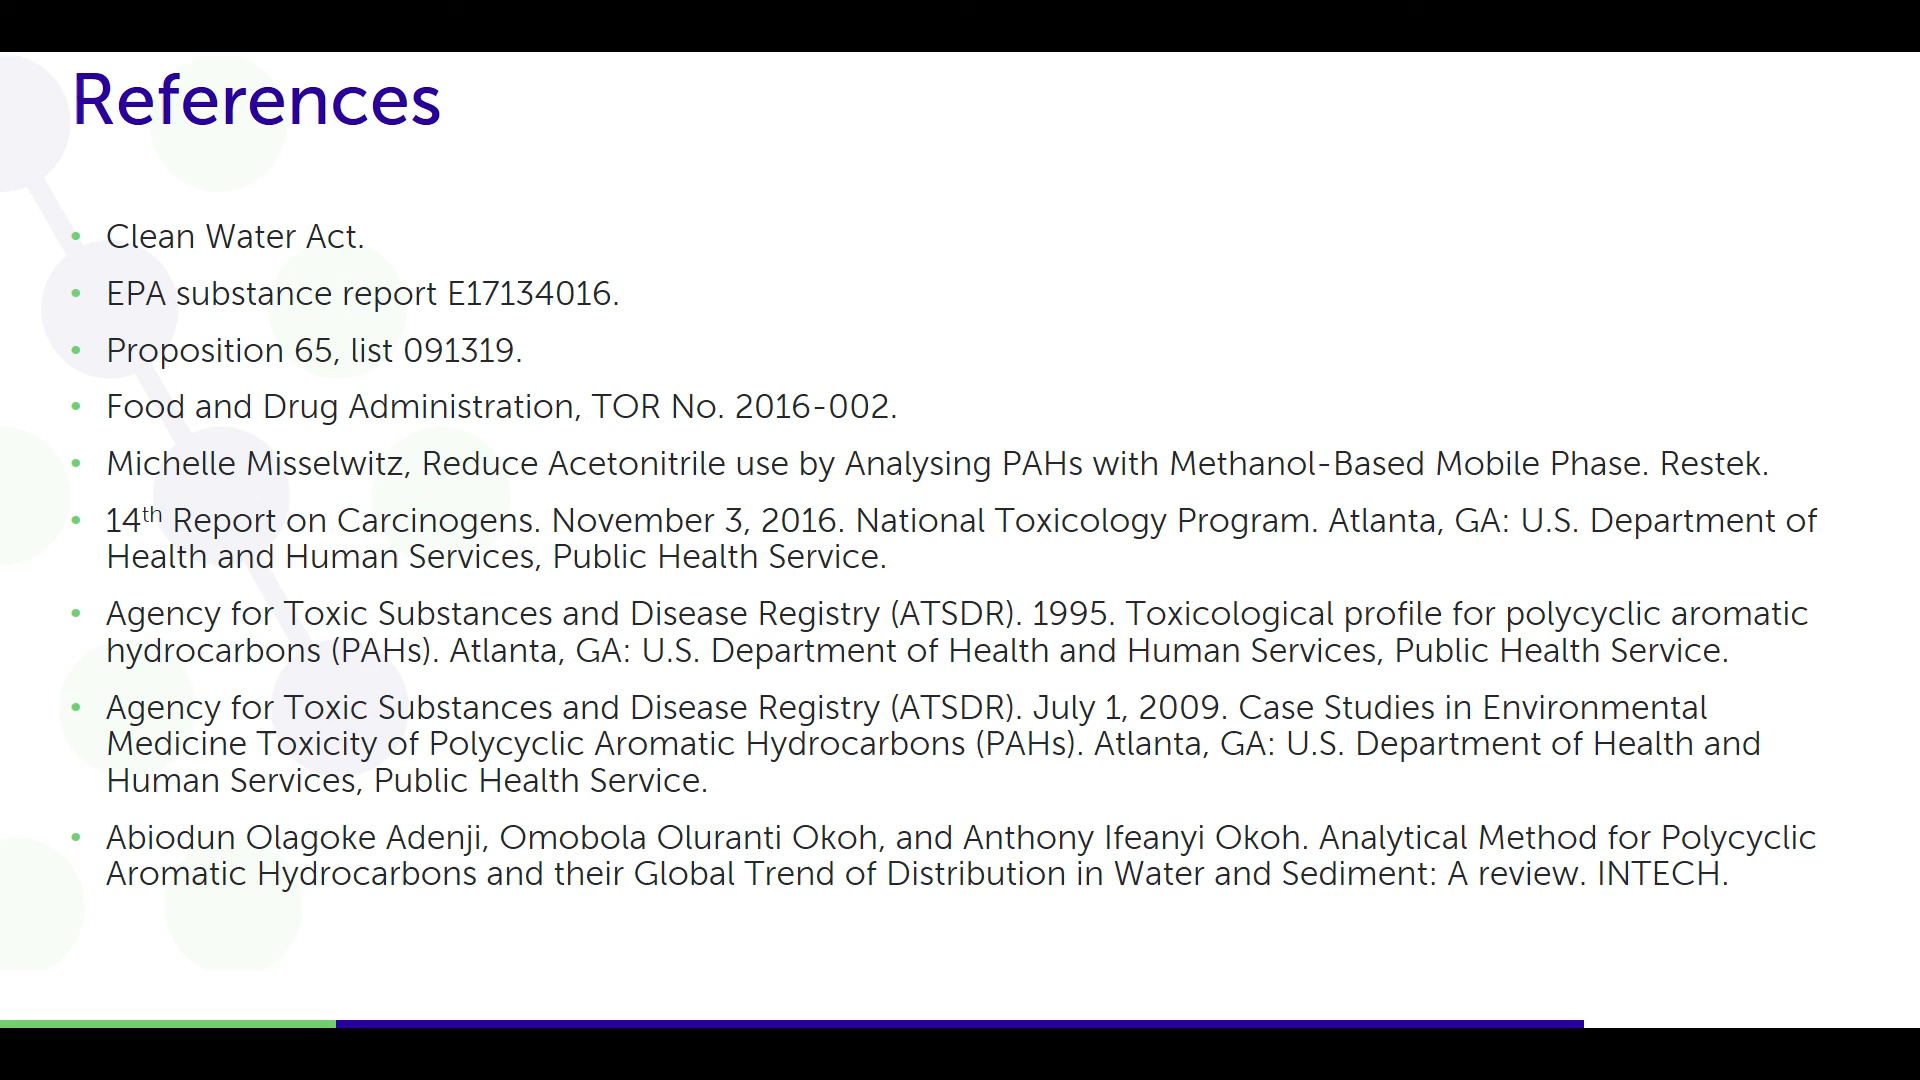 References
• Clean Water Act.
• EPA substance report E17134016.
• Proposition 65, list 091319.
• Food and Drug Administration, TOR No. 2016-002.
• Michelle Misselwitz, Reduce Acetonitrile use by Analysing PAHs with Methanol-Based Mobile Phase. Restek.
• 14th Report on Carcinogens. November 3, 2016. National Toxicology Program. Atlanta, GA: U.S. Department of
Health and Human Services, Public Health Service.
• Agency for Toxic Substances and Disease Registry (ATSDR). 1995. Toxicological profile for polycyclic aromatic
hydrocarbons (PAHs). Atlanta, GA: U.S. Department of Health and Human Services, Public Health Service.
• Agency for Toxic Substances and Disease Registry (ATSDR). July 1, 2009. Case Studies in Environmental
Medicine Toxicity of Polycyclic Aromatic Hydrocarbons (PAHs). Atlanta, GA: U.S. Department of Health and
Human Services, Public Health Service.
• Abiodun Olagoke Adenji, Omobola Oluranti Okoh, and Anthony Ifeanyi Okoh. Analytical Method for Polycyclic
Aromatic Hydrocarbons and their Global Trend of Distribution in Water and Sediment: A review. INTECH.